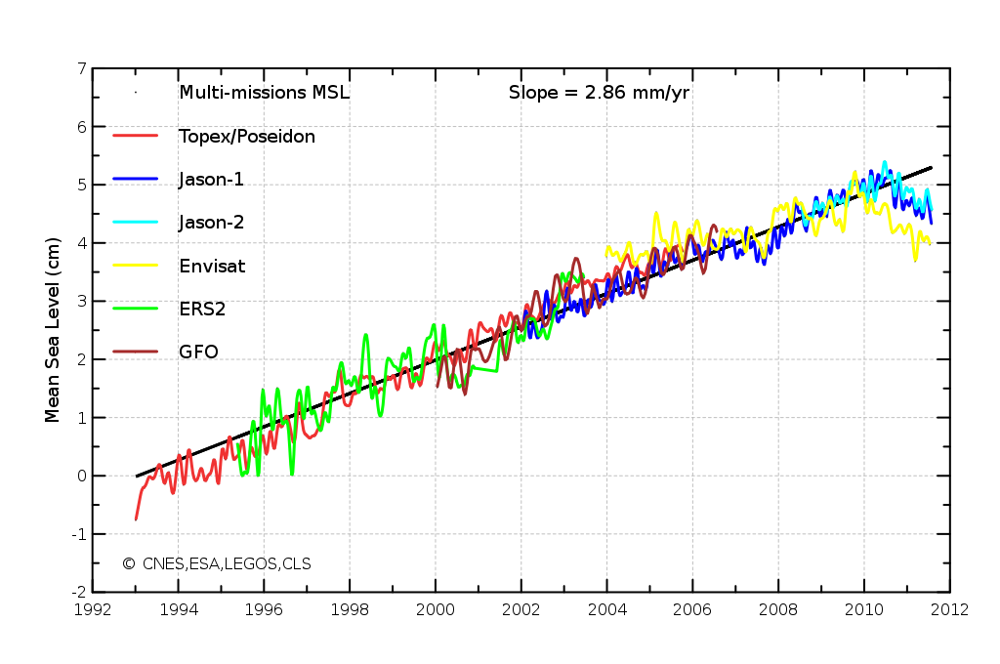 7
Multi-missions MSL
Slope = 2.86 mm/yr
6
Topex/Poseidon
5
Jason-1
Jason-2
4
Envisat
3
ERS2
2
GFO
1
0
-1
-2
Mean Sea Level (cm)
© CNES,ESA,LEGOS,CLS
1992 1994 1996 1998 2000 2002 2004 2006 2008 2010 2012